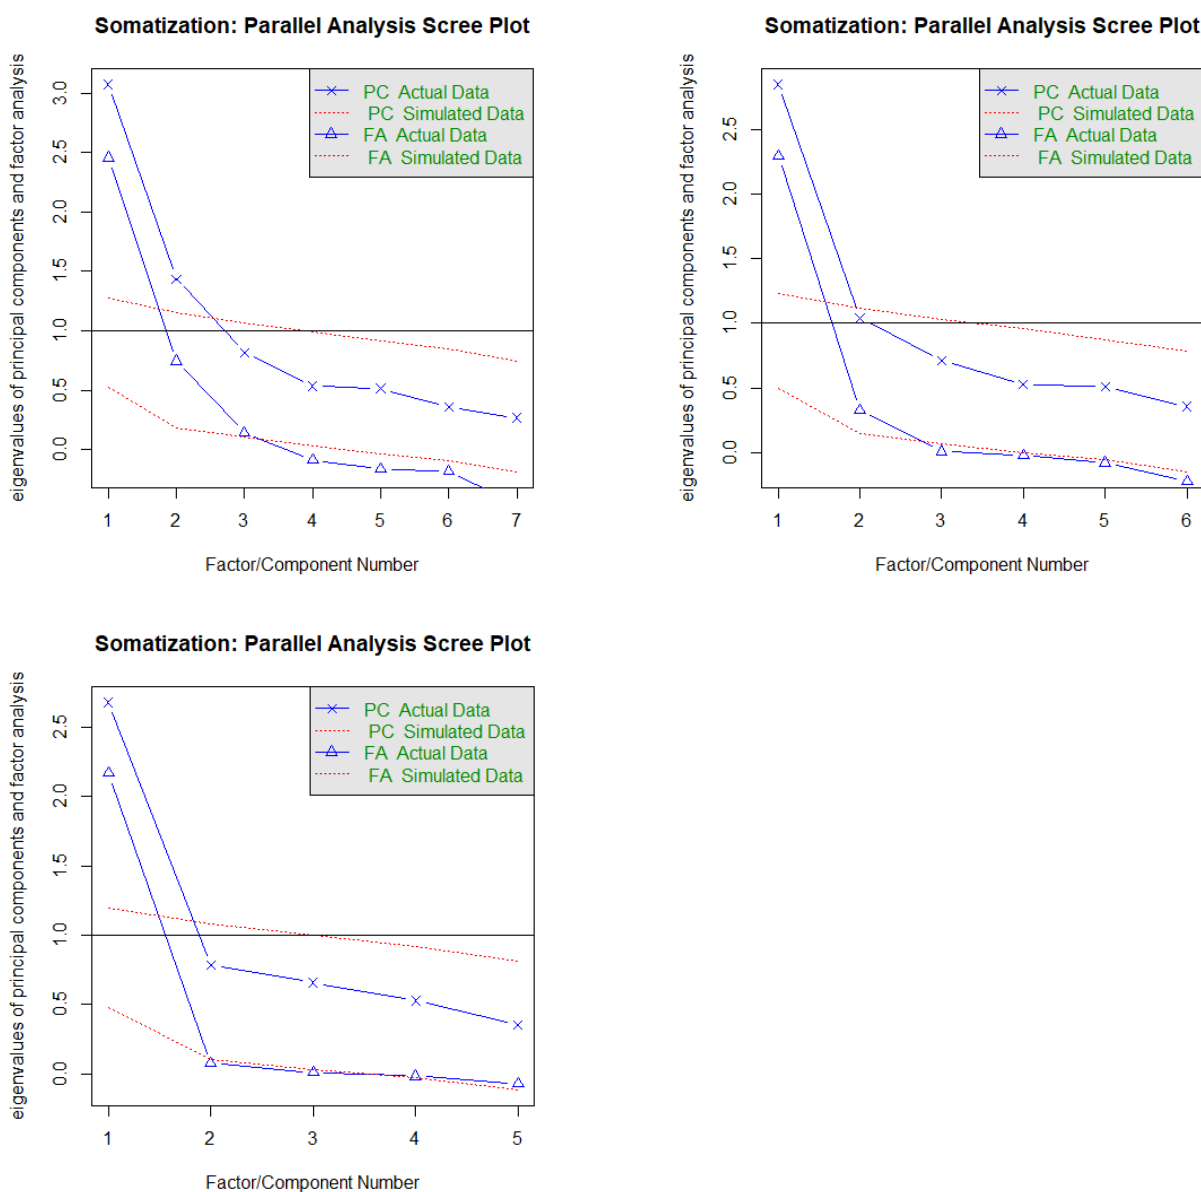 Somatization: Parallel Analysis Scree Plot
eigenvalues of principal components and factor analysis
3.0
2.5
2.0
1.5
1.0
0.5
0.0
PC Actual Data
PC Simulated Data
FA Actual Data
FA Simulated Data
1 2 3 4 5 6 7
Factor/Component Number
Somatization: Parallel Analysis Scree Plot
eigenvalues of principal components and factor analysis
2.5
2.0
1.5
1.0
0.5
0.0
PC Actual Data
PC Simulated Data
FA Actual Data
FA Simulated Data
1 2 3 4 5 6
Factor/Component Number
Somatization: Parallel Analysis Scree Plot
eigenvalues of principal components and factor analysis
2.5
2.0
1.5
1.0
0.5
0.0
PC Actual Data
PC Simulated Data
FA Actual Data
FA Simulated Data
1 2 3 4 5
Factor/Component Number